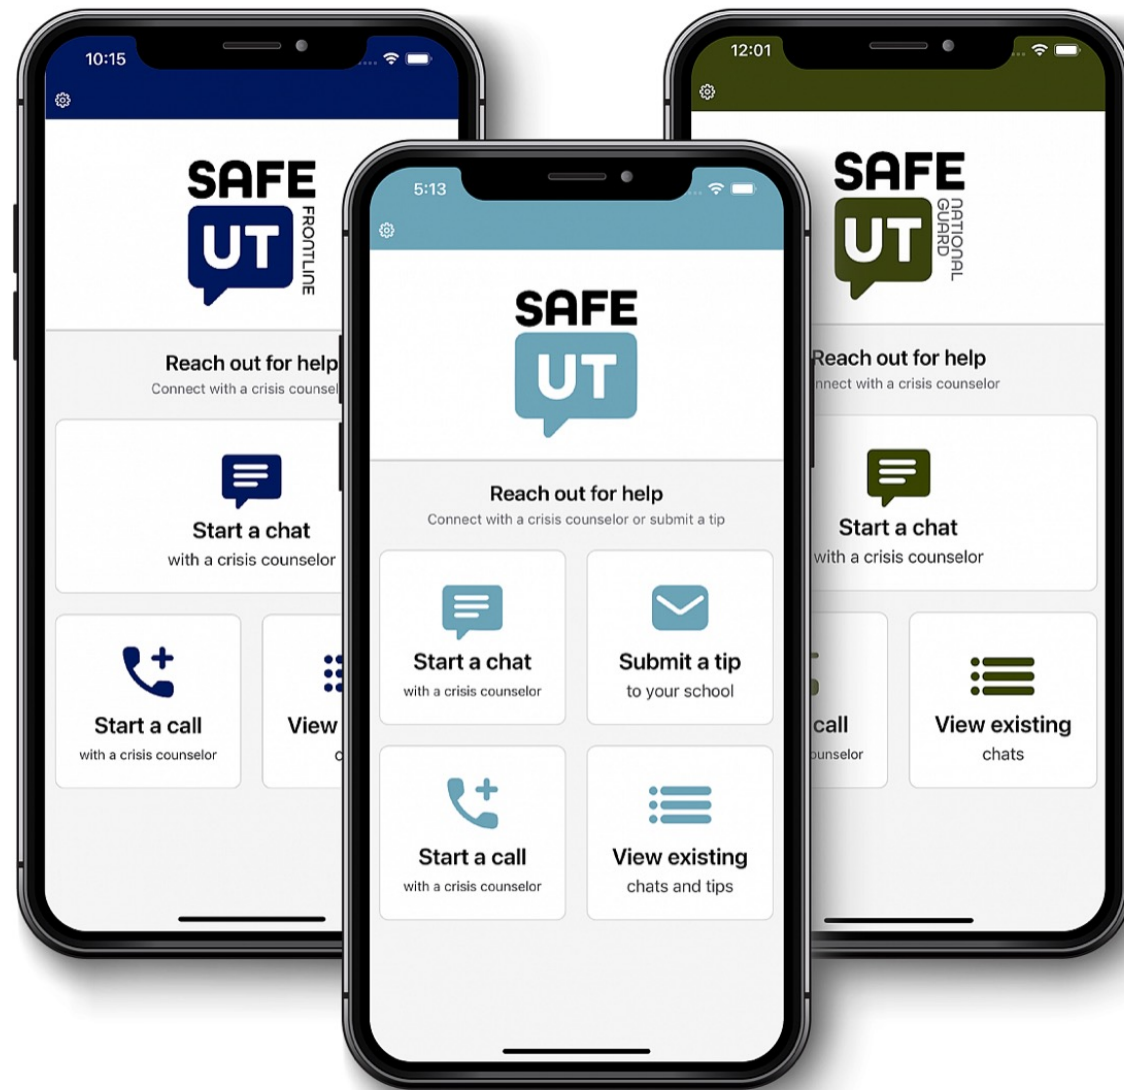 10:15
SAFE
UT
FRONTLINE
Reach out for help
Connect with a crisis
Start a chat
with a crisis counselor
Start a call
with a crisis counselor
View
5:13
SAFE
UT
Reach out for help
Connect with a crisis counselor or submit a tip
Start a chat
with a crisis counselor
Submit a tip
to your school
Start a call
with a crisis counselor
View existing
chats and tips
12:01
SAFE
UT
NATIONAL
GUARD
Reach out for help
with a crisis counselor
Start a chat
with a crisis counselor
call
View existing
chats